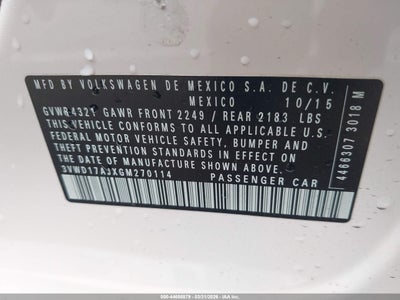 MFD BY VOLKSWAGEN DE MEXICO S.A. DE C.V.
MEXICO 10/15
GVWR 4321 GAWR FRONT 2249 / REAR 2183 LBS
THIS VEHICLE CONFORMS TO ALL APPLICABLE
FEDERAL MOTOR VEHICLE SAFETY, BUMPER AND
THEFT PREVENTION STANDARDS IN EFFECT ON
THE DATE OF MANUFACTURE SHOWN ABOVE.
3VWD17AJXGM270114 PASSENGER CAR
4466307 3018 M